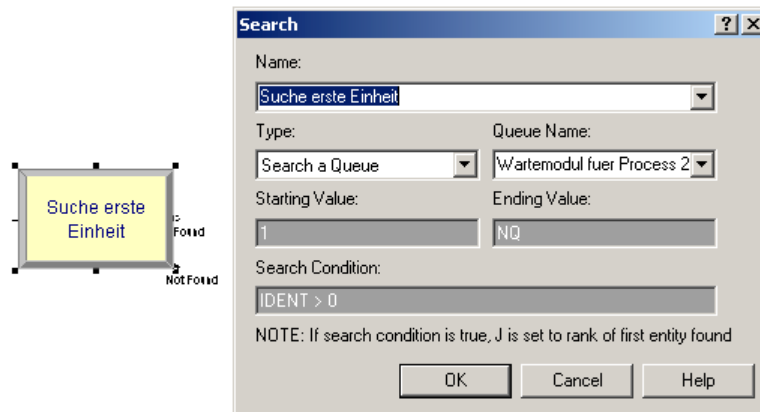 Search
Name:
Suche erste Einheit
Type:
Queue Name:
Search a Queue
Wartemodul fuer Process 2
Starting Value:
Ending Value:
1
NQ
Search Condition:
IDENT > 0
NOTE: If search condition is true, J is set to rank of first entity found
OK
Cancel
Help
Suche erste
Einheit
Found
Not Found